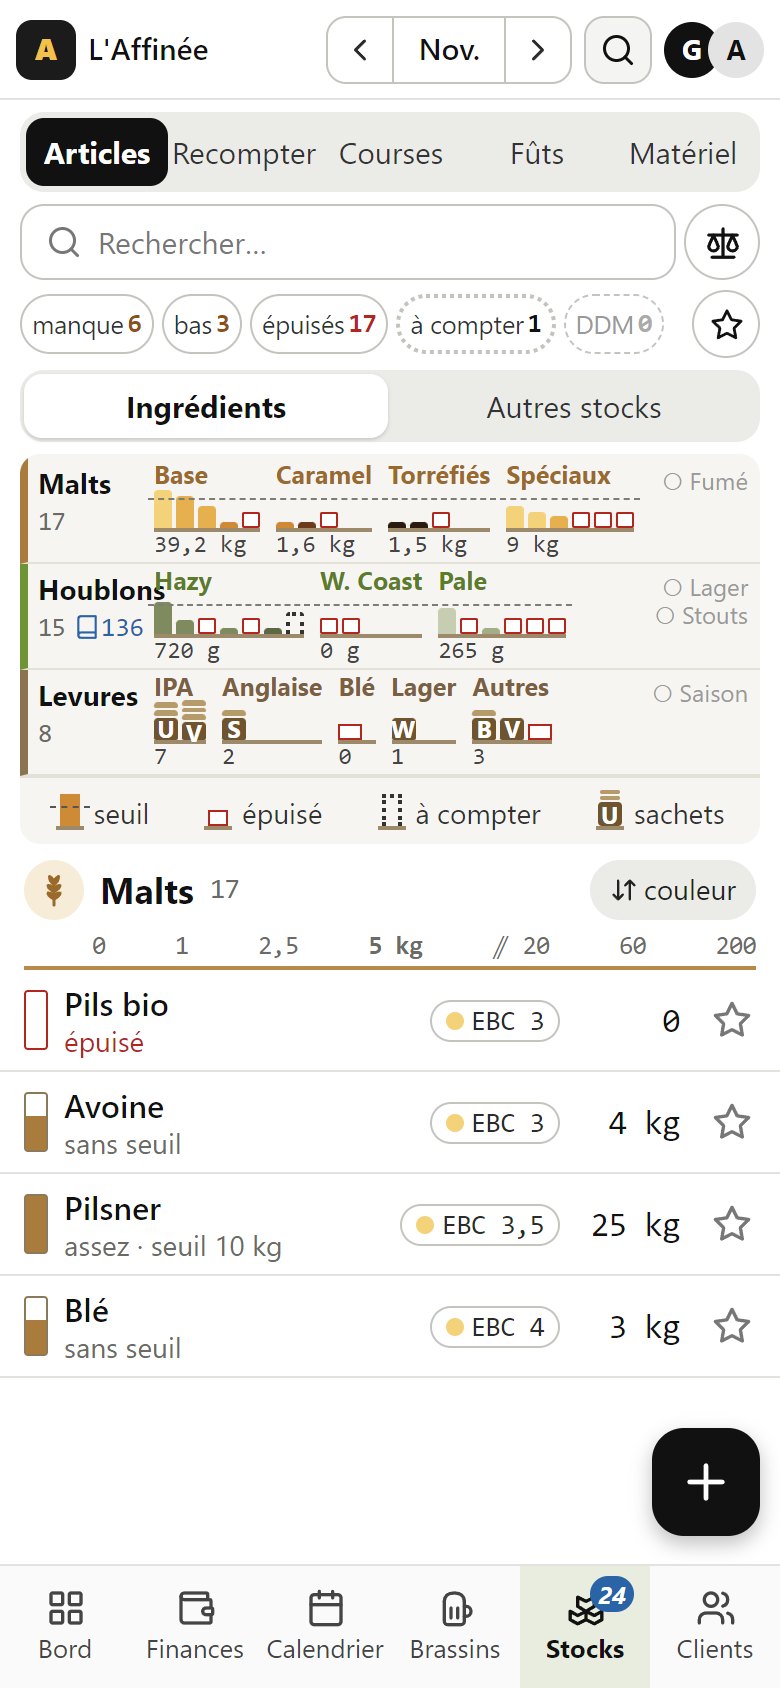 A L'Affinée Nov. G A
Articles Recompter Courses Fûts Matériel
Rechercher...
manque 6 bas 3 épuisés 17 à compter 1 DDM 0
Ingrédients Autres stocks
Base Caramel Torréfiés Spéciaux
Malts Fumé
17
39,2 kg 1,6 kg 1,5 kg 9 kg
Hazy W. Coast Pale
Houblons Lager
15 136 Stouts
720 g 0 g 265 g
IPA Anglaise Blé Lager Autres
Levures Saison
8 U V S W B V
7 2 0 1 3
seuil épuisé à compter U sachets
Malts 17 couleur
0 1 2,5 5 kg // 20 60 200
Pils bio EBC 3 0
épuisé
Avoine EBC 3 4 kg
sans seuil
Pilsner EBC 3,5 25 kg
assez · seuil 10 kg
Blé EBC 4 3 kg
sans seuil
24
Bord Finances Calendrier Brassins Stocks Clients